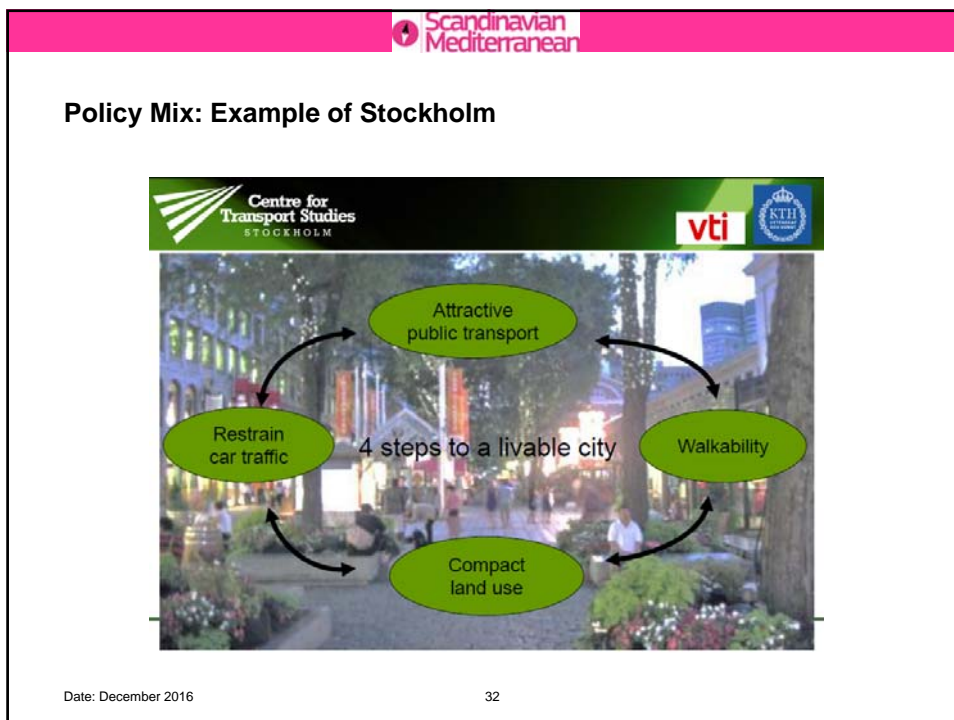 Scandinavian
Mediterranean
Policy Mix: Example of Stockholm
Centre for
Transport Studies
STOCKHOLM
vti
KTH
Attractive
public transport
Restrain
car traffic
4 steps to a livable city
Walkability
Compact
land use
Date: December 2016
32